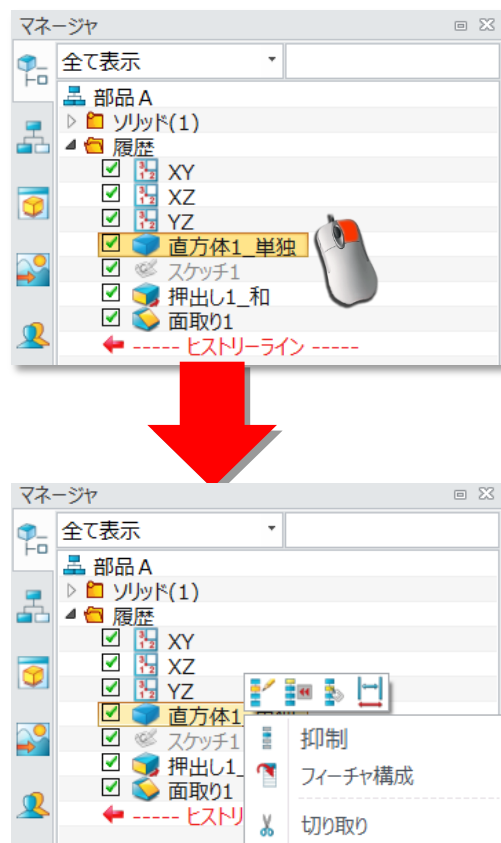 マネージャ
全て表示
部品A
ソリッド(1)
履歴
XY
XZ
YZ
直方体1_単独
スケッチ1
押出し1_和
面取り1
----- ヒストリーライン -----
マネージャ
全て表示
部品A
ソリッド(1)
履歴
XY
XZ
YZ
直方体1_
スケッチ1
押出し1_
面取り1
----- ヒストリ
抑制
フィーチャ構成
切り取り